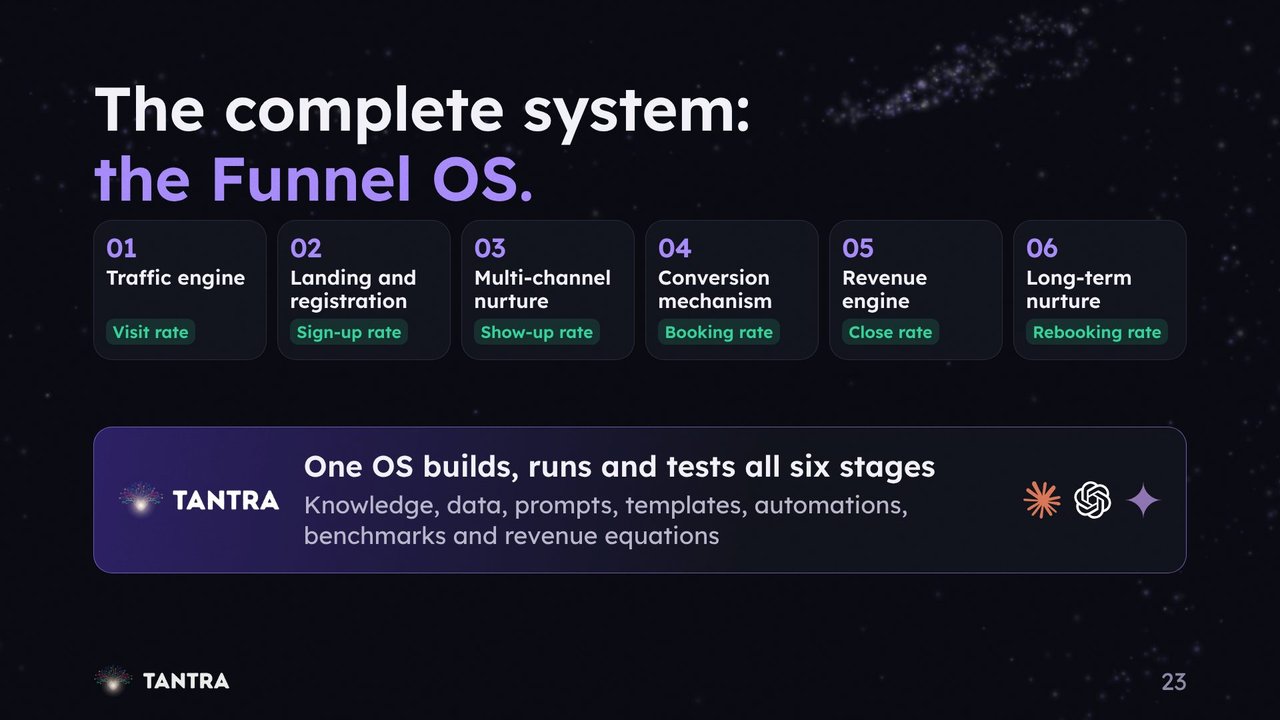 The complete system:
the Funnel OS.
01
Traffic engine
Visit rate
02
Landing and
registration
Sign-up rate
03
Multi-channel
nurture
Show-up rate
04
Conversion
mechanism
Booking rate
05
Revenue
engine
Close rate
06
Long-term
nurture
Rebooking rate
TANTRA
One OS builds, runs and tests all six stages
Knowledge, data, prompts, templates, automations,
benchmarks and revenue equations
TANTRA
23